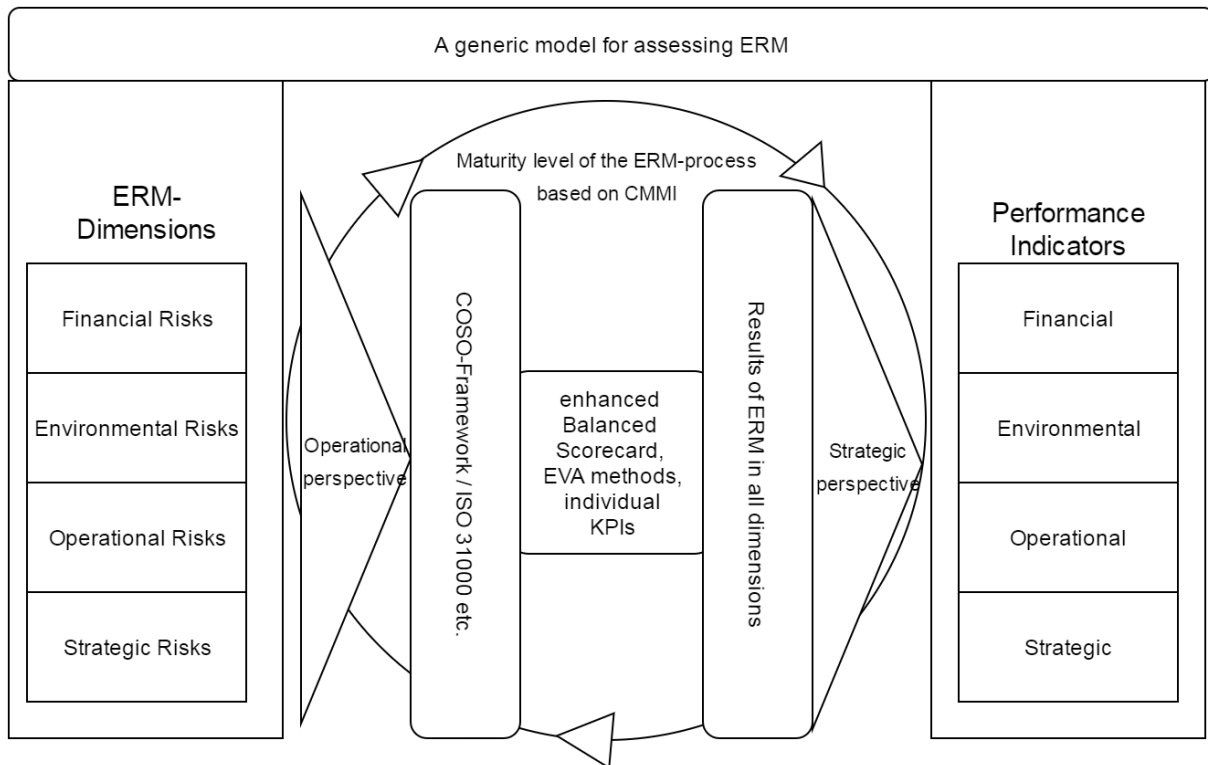 A generic model for assessing ERM
ERM-
Dimensions
Financial Risks
Environmental Risks
Operational Risks
Strategic Risks
Operational
perspective
Maturity level of the ERM-process
based on CMMI
COSO-Framework / ISO 31000 etc.
enhanced
Balanced
Scorecard,
EVA methods,
individual
KPIs
Results of ERM in all dimensions
Strategic
perspective
Performance
Indicators
Financial
Environmental
Operational
Strategic